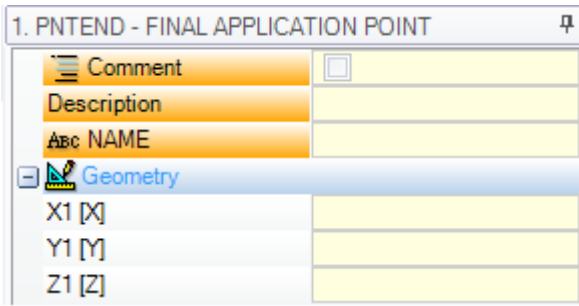 1. PNTEND - FINAL APPLICATION POINT
Comment
Description
ABC NAME
Geometry
X1 [X]
Y1 [Y]
Z1 [Z]